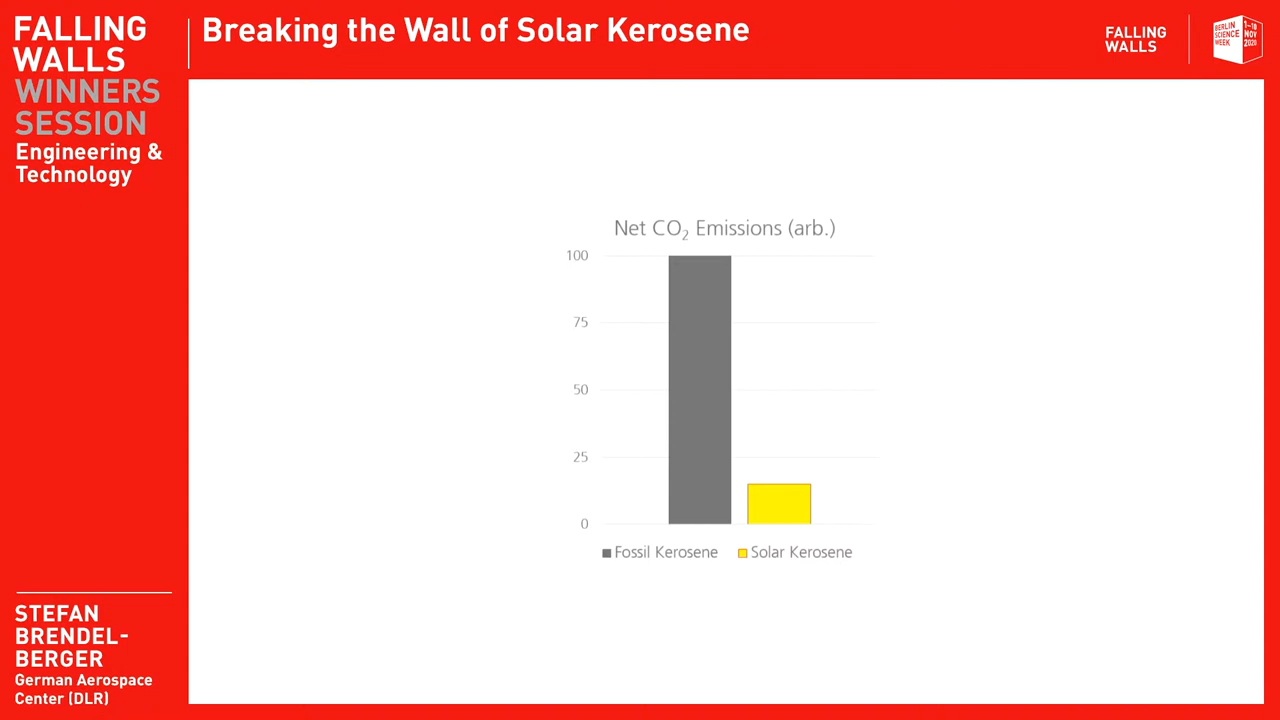 FALLING
WALLS
WINNERS
SESSION
Engineering &
Technology
Breaking the Wall of Solar Kerosene
FALLING
WALLS
BERLIN
SCIENCE
WEEK
1–10
NOV
2020
Net CO₂ Emissions (arb.)
100
75
50
25
0
Fossil Kerosene
Solar Kerosene
STEFAN
BRENDEL-
BERGER
German Aerospace
Center (DLR)